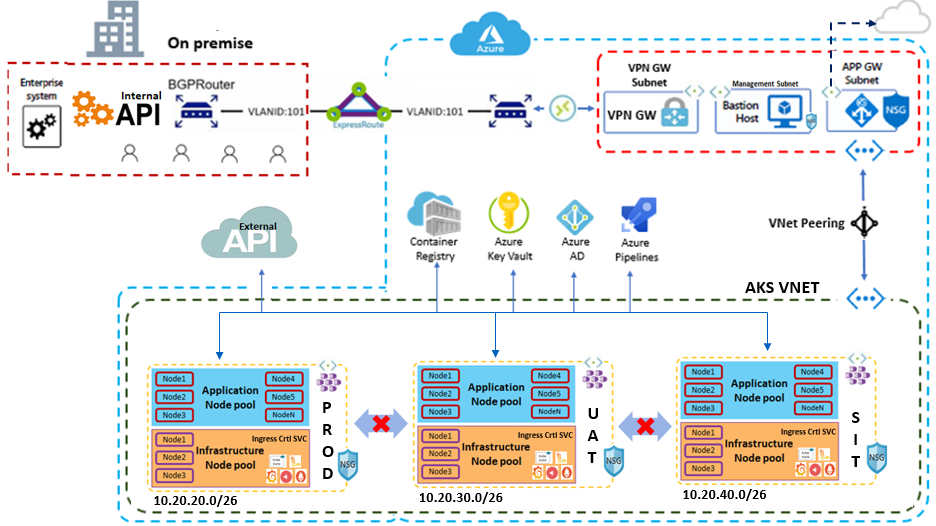 On premise
Azure
Enterprise
system
Internal
API
BGPRouter
VLANID:101
ExpressRoute
VLANID:101
VPN GW
Subnet
VPN GW
Management Subnet
Bastion
Host
APP GW
Subnet
NSG
External
API
Container
Registry
Azure
Key Vault
Azure
AD
Azure
Pipelines
VNet Peering
AKS VNET
Node1
Node2
Node3
Application
Node pool
Node4
Node5
NodeN
Node1
Node2
Node3
Ingress Crtl SVC
Infrastructure
Node pool
PROD
NSG
10.20.20.0/26
Node1
Node2
Node3
Application
Node pool
Node4
Node5
NodeN
Node1
Node2
Node3
Ingress Crtl SVC
Infrastructure
Node pool
UAT
NSG
10.20.30.0/26
Node1
Node2
Node3
Application
Node pool
Node4
Node5
NodeN
Node1
Node2
Node3
Ingress Crtl SVC
Infrastructure
Node pool
SIT
NSG
10.20.40.0/26